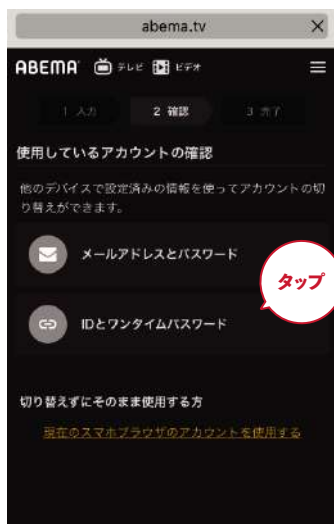 abema.tv
ABEMA テレビ ビデオ
1 入力 2 確認 3 完了
使用しているアカウントの確認
他のデバイスで設定済みの情報を使ってアカウントの切
り替えができます。
メールアドレスとパスワード
タップ
IDとワンタイムパスワード
切り替えずにそのまま使用する方
現在のスマホブラウザのアカウントを使用する